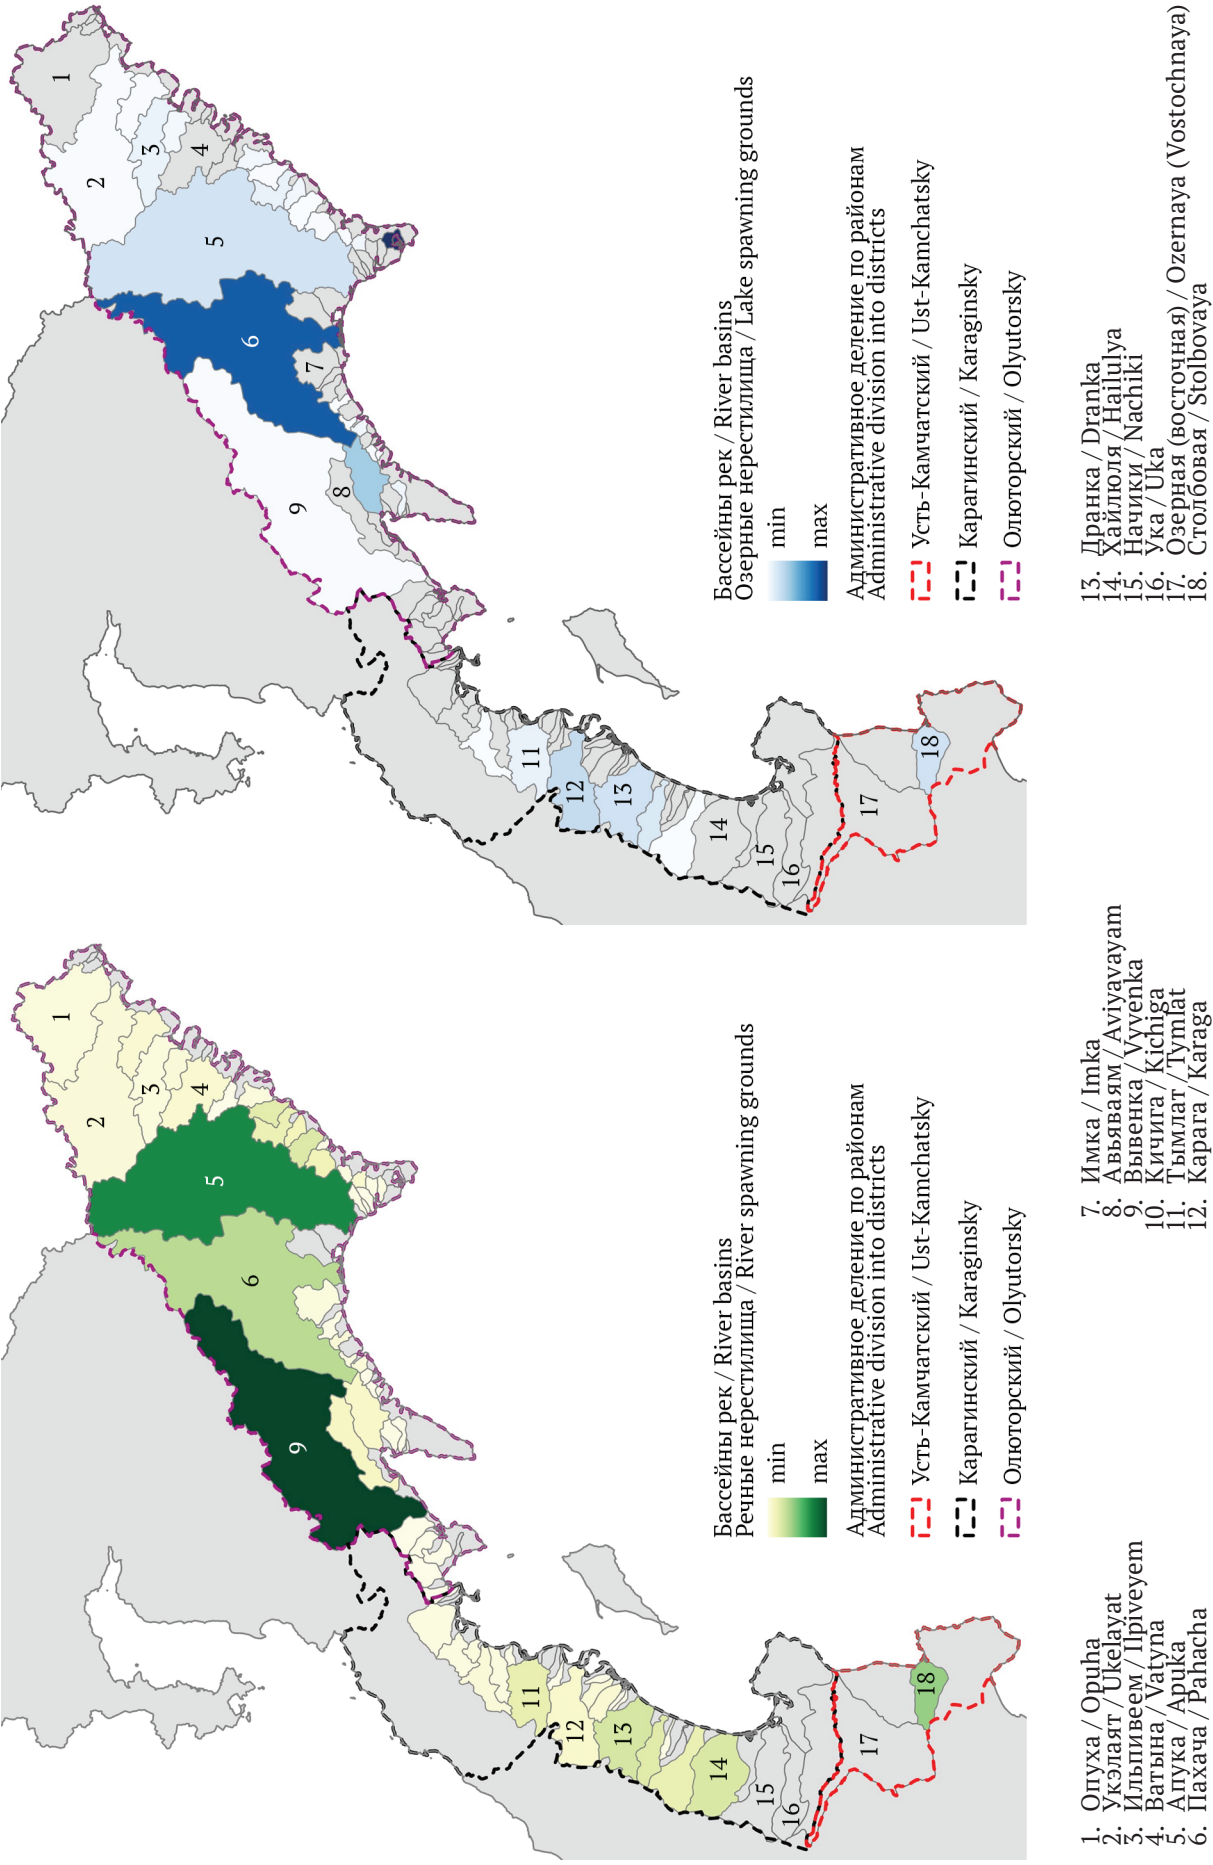 1
2
3
4
5
6
9
11
12
13
14
15
16
17
18
Бассейны рек / River basins
Речные нерестилища / River spawning grounds
min
max
Административное деление по районам
Administrative division into districts
Усть-Камчатский / Ust-Kamchatsky
Карагинский / Karaginsky
Олюторский / Olyutorsky
1
2
3
4
5
6
7
8
9
11
12
13
14
15
16
17
18
Бассейны рек / River basins
Озерные нерестилища / Lake spawning grounds
min
max
Административное деление по районам
Administrative division into districts
Усть-Камчатский / Ust-Kamchatsky
Карагинский / Karaginsky
Олюторский / Olyutorsky
1. Опуха / Opuha
2. Укэлаят / Ukelayat
3. Ильпивеем / Ilpiveyem
4. Ватына / Vatyna
5. Апука / Apuka
6. Пахача / Pahacha
7. Имка / Imka
8. Авьяваям / Aviyavayam
9. Вывенка / Vyvenka
10. Кичига / Kichiga
11. Тымлат / Tymlat
12. Карага / Karaga
13. Дранка / Dranka
14. Хайлюля / Hailulya
15. Начики / Nachiki
16. Ука / Uka
17. Озерная (восточная) / Ozernaya (Vostochnaya)
18. Столбовая / Stolbovaya